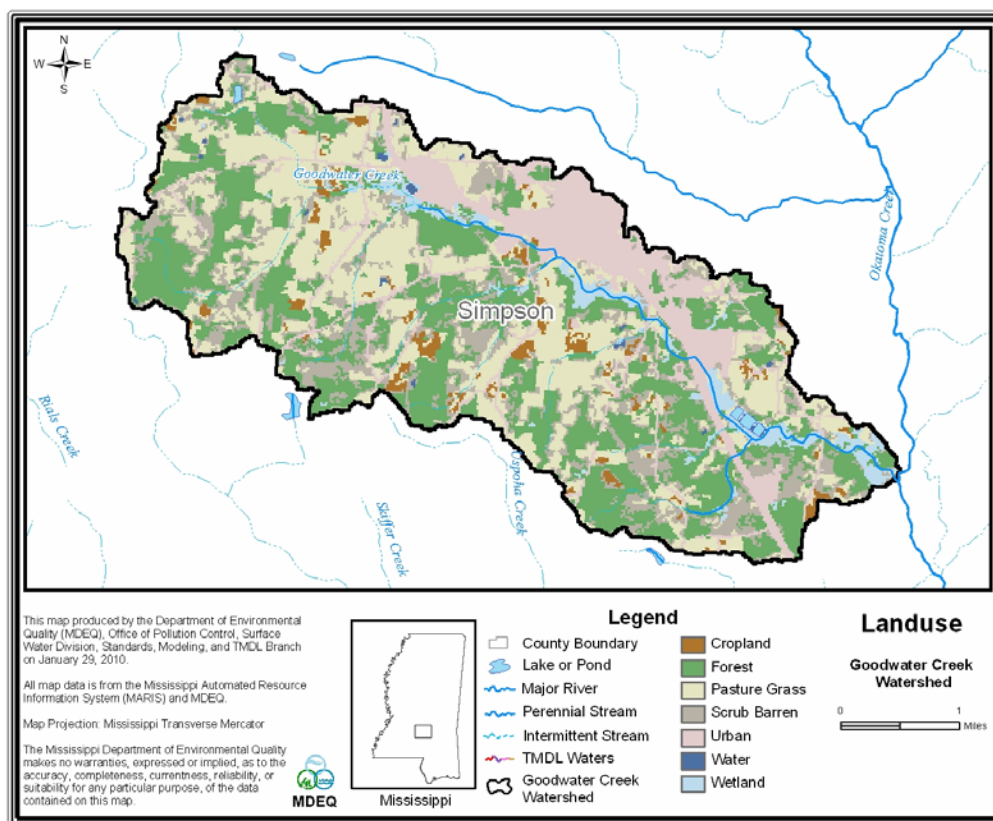 N
W E
S
Goodwater Creek
Okatoma Creek
Simpson
Rials Creek
Skiffer Creek
Uspoha Creek
This map produced by the Department of Environmental
Quality (MDEQ), Office of Pollution Control, Surface
Water Division, Standards, Modeling, and TMDL Branch
on January 29, 2010.
All map data is from the Mississippi Automated Resource
Information System (MARIS) and MDEQ.
Map Projection: Mississippi Transverse Mercator
The Mississippi Department of Environmental Quality
makes no warranties, expressed or implied, as to the
accuracy, completeness, currentness, reliability, or
suitability for any particular purpose, of the data
contained on this map.
MDEQ
Mississippi
Legend
County Boundary
Lake or Pond
Major River
Perennial Stream
Intermittent Stream
TMDL Waters
Goodwater Creek
Watershed
Cropland
Forest
Pasture Grass
Scrub Barren
Urban
Water
Wetland
Landuse
Goodwater Creek
Watershed
0 1
Miles